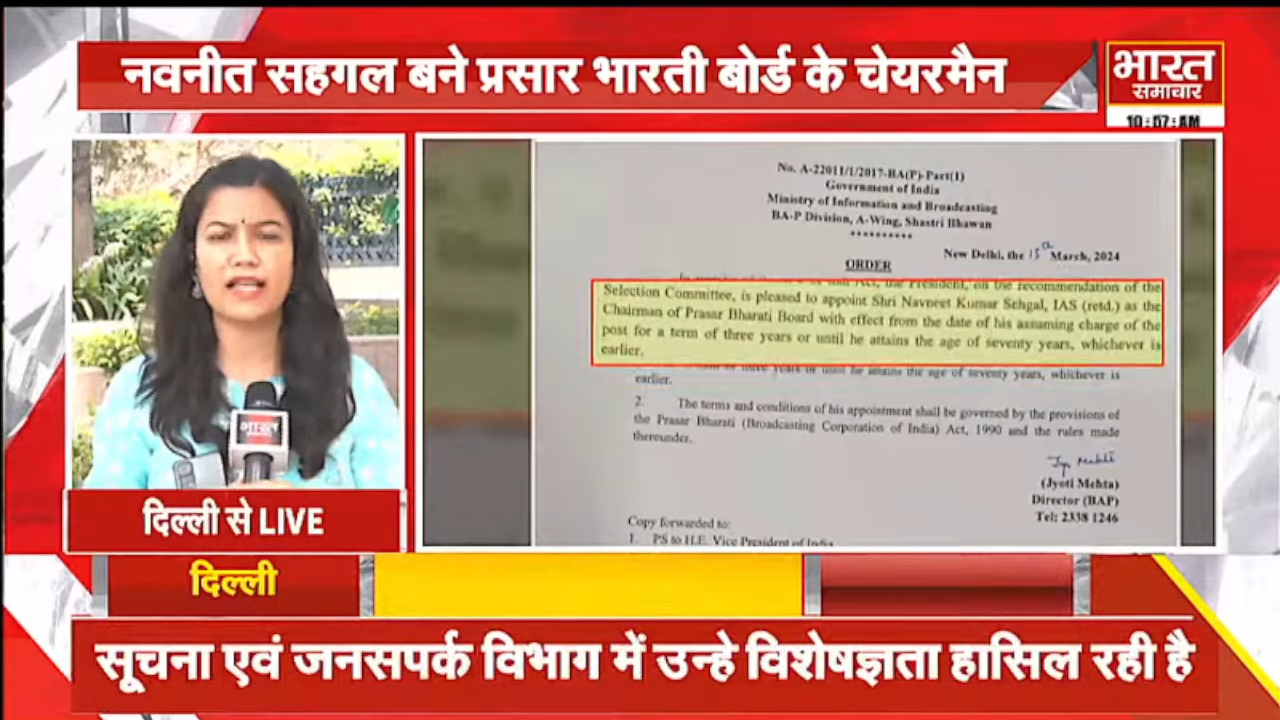 नवनीत सहगल बने प्रसार भारती बोर्ड के चेयरमैन
भारत
समाचार
10:57:AM
No. A-22011/1/2017-BA(P)-Part(1)
Government of India
Ministry of Information and Broadcasting
BA-P Division, A-Wing, Shastri Bhawan
**********
New Delhi, the 15th March, 2024
ORDER
Act, the President, on the recommendation of the
Selection Committee, is pleased to appoint Shri Navneet Kumar Sehgal, IAS (retd.) as the
Chairman of Prasar Bharati Board with effect from the date of his assuming charge of the
post for a term of three years or until he attains the age of seventy years, whichever is
earlier.
years or until he attains the age of seventy years, whichever is
earlier.
2. The terms and conditions of his appointment shall be governed by the provisions of
the Prasar Bharati (Broadcasting Corporation of India) Act, 1990 and the rules made
thereunder.
(Jyoti Mehta)
Director (BAP)
Tel: 2338 1246
Copy forwarded to:
1. PS to H.E. Vice President of India
भारत
दिल्ली से LIVE
दिल्ली
सूचना एवं जनसपर्क विभाग में उन्हे विशेषज्ञता हासिल रही है